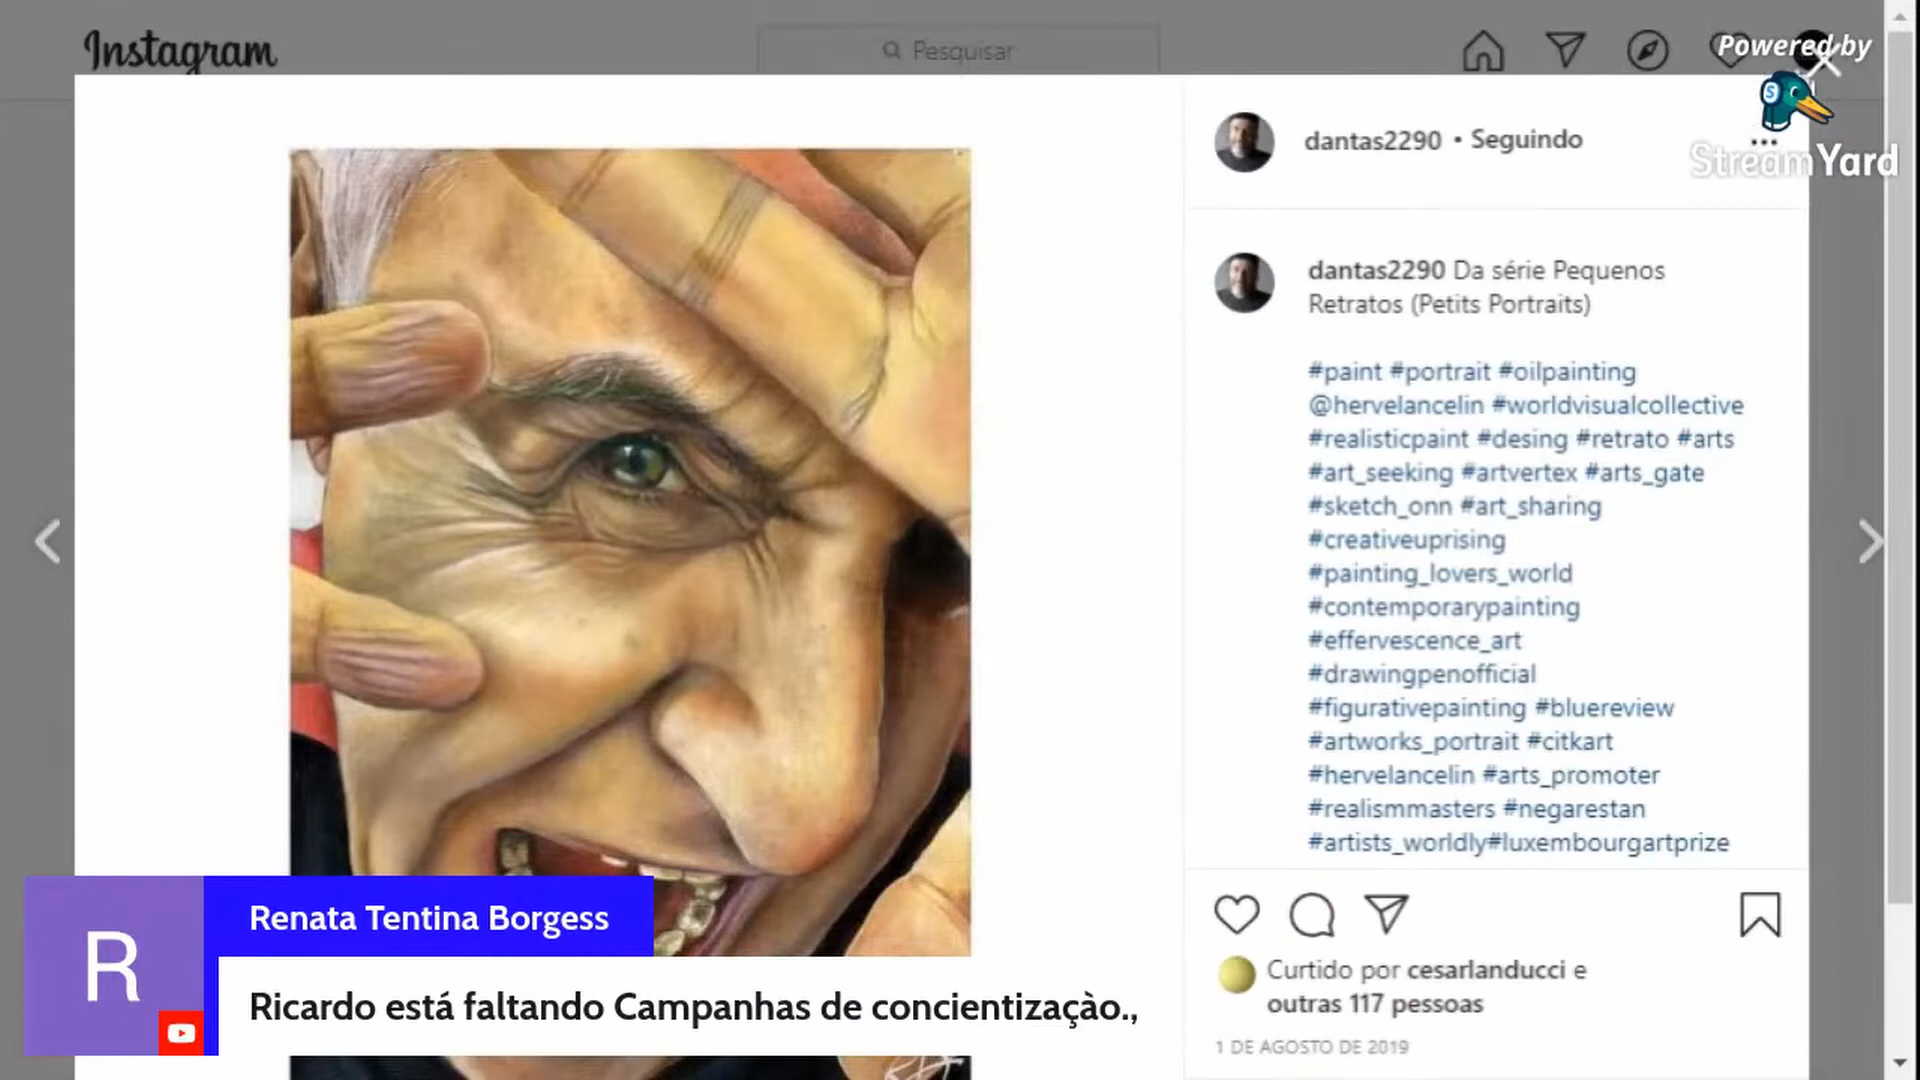 Instagram
Pesquisar
Powered by
StreamYard
dantas2290 • Seguindo
dantas2290 Da série Pequenos
Retratos (Petits Portraits)
#paint #portrait #oilpainting
@hervelancelin #worldvisualcollective
#realisticpaint #desing #retrato #arts
#art_seeking #artvertex #arts_gate
#sketch_onn #art_sharing
#creativeuprising
#painting_lovers_world
#contemporarypainting
#effervescence_art
#drawingpenofficial
#figurativepainting #bluereview
#artworks_portrait #citkart
#hervelancelin #arts_promoter
#realismmasters #negarestan
#artists_worldly#luxembourgartprize
Curtido por cesarlanducci e
outras 117 pessoas
1 DE AGOSTO DE 2019
R
Renata Tentina Borgess
Ricardo está faltando Campanhas de concientizaçào.,